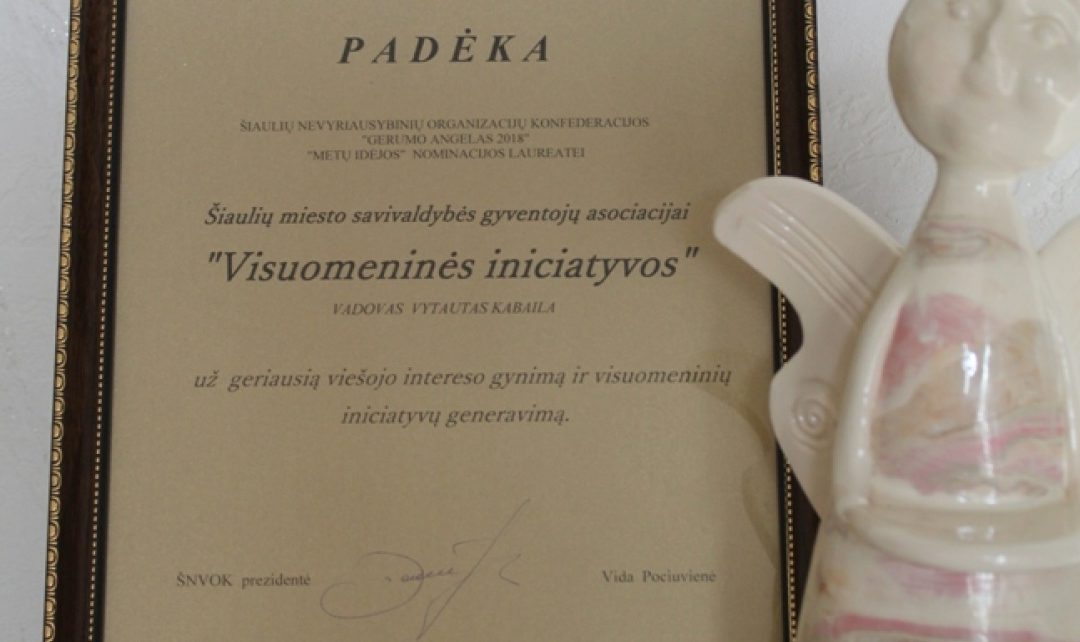 PADĖKA
ŠIAULIŲ NEVYRIAUSYBINIŲ ORGANIZACIJŲ KONFEDERACIJOS
"GERUMO ANGELAS 2018"
"METŲ IDĖJOS" NOMINACIJOS LAUREATEI
Šiaulių miesto savivaldybės gyventojų asociacijai
"Visuomeninės iniciatyvos"
VADOVAS VYTAUTAS KABAILA
už geriausią viešojo intereso gynimą ir visuomeninių
iniciatyvų generavimą.
ŠNVOK prezidentė Vida Pociuvienė